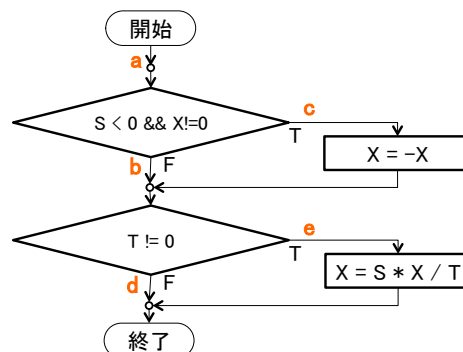 開始
a
S < 0 && X!=0
c
T
X = -X
b
F
T != 0
e
T
X = S * X / T
d
F
終了